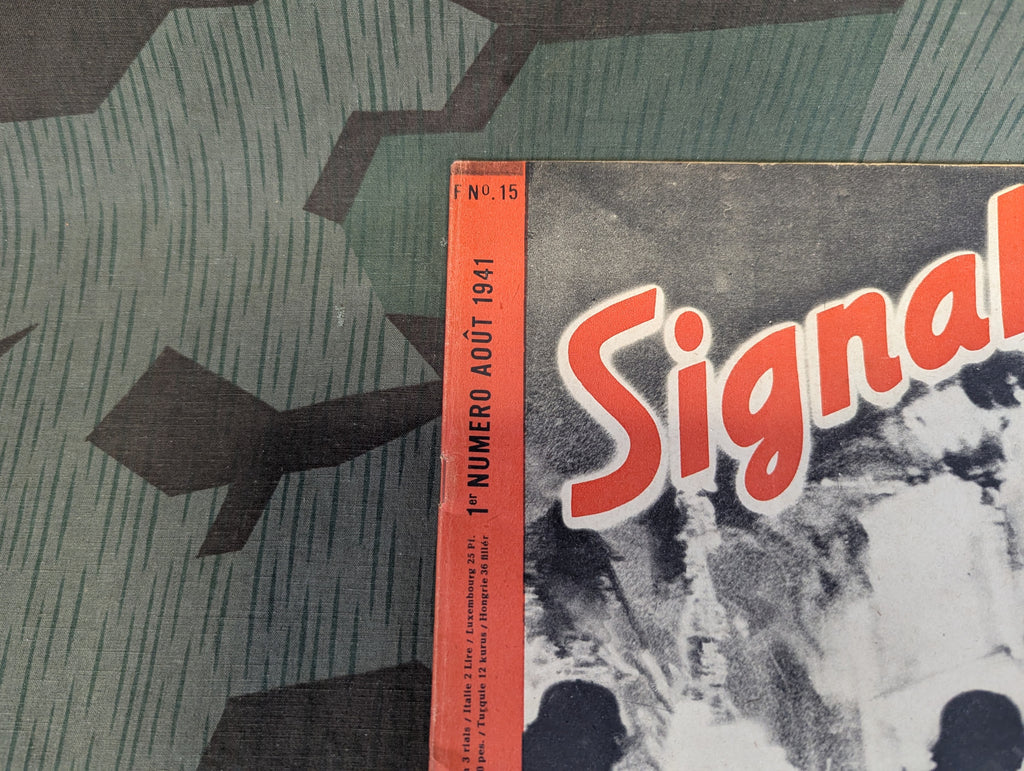 F Nº. 15
Signal
1er NUMERO AOÛT 1941
3 rials / Italie 2 Lire / Luxembourg 25 Pf.
pes. / Turquie 12 kurus / Hongrie 36 fillér